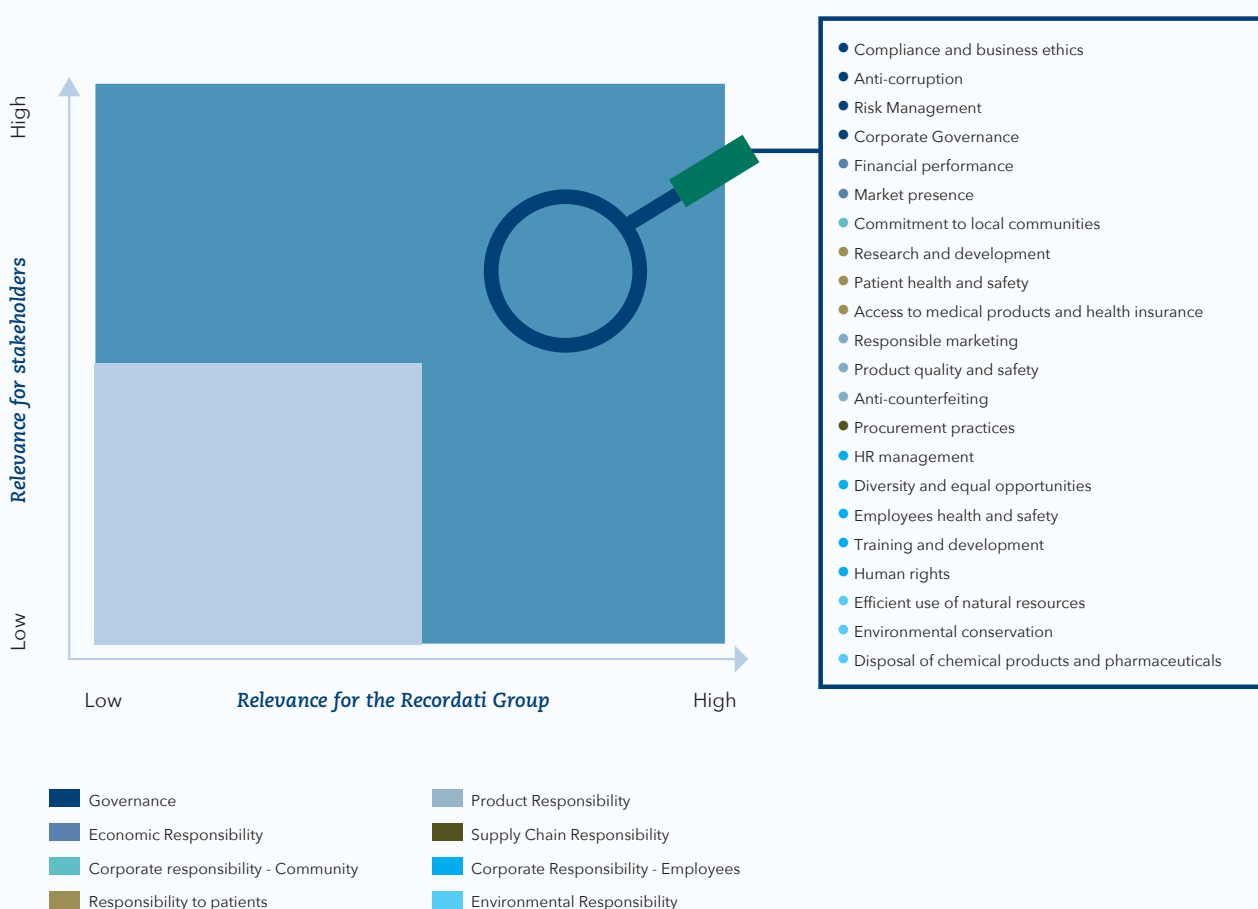 High
Relevance for stakeholders
Low
Low
Relevance for the Recordati Group
High
Compliance and business ethics
Anti-corruption
Risk Management
Corporate Governance
Financial performance
Market presence
Commitment to local communities
Research and development
Patient health and safety
Access to medical products and health insurance
Responsible marketing
Product quality and safety
Anti-counterfeiting
Procurement practices
HR management
Diversity and equal opportunities
Employees health and safety
Training and development
Human rights
Efficient use of natural resources
Environmental conservation
Disposal of chemical products and pharmaceuticals
Governance
Economic Responsibility
Corporate responsibility - Community
Responsibility to patients
Product Responsibility
Supply Chain Responsibility
Corporate Responsibility - Employees
Environmental Responsibility